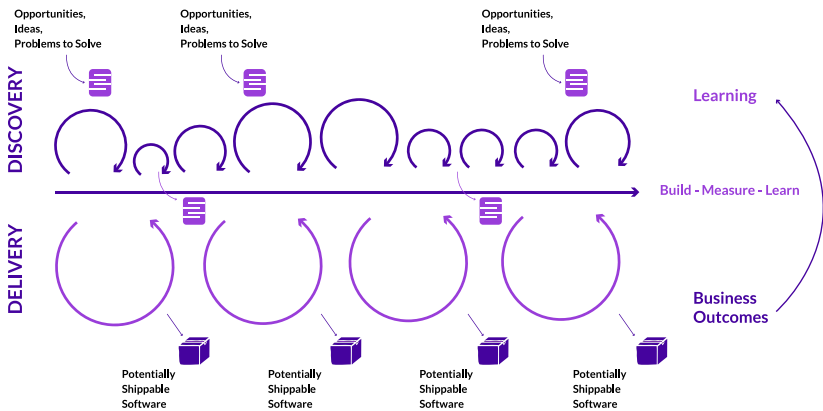 Opportunities,
Ideas,
Problems to Solve
Opportunities,
Ideas,
Problems to Solve
Opportunities,
Ideas,
Problems to Solve
DISCOVERY
Learning
Build - Measure - Learn
DELIVERY
Business
Outcomes
Potentially
Shippable
Software
Potentially
Shippable
Software
Potentially
Shippable
Software
Potentially
Shippable
Software